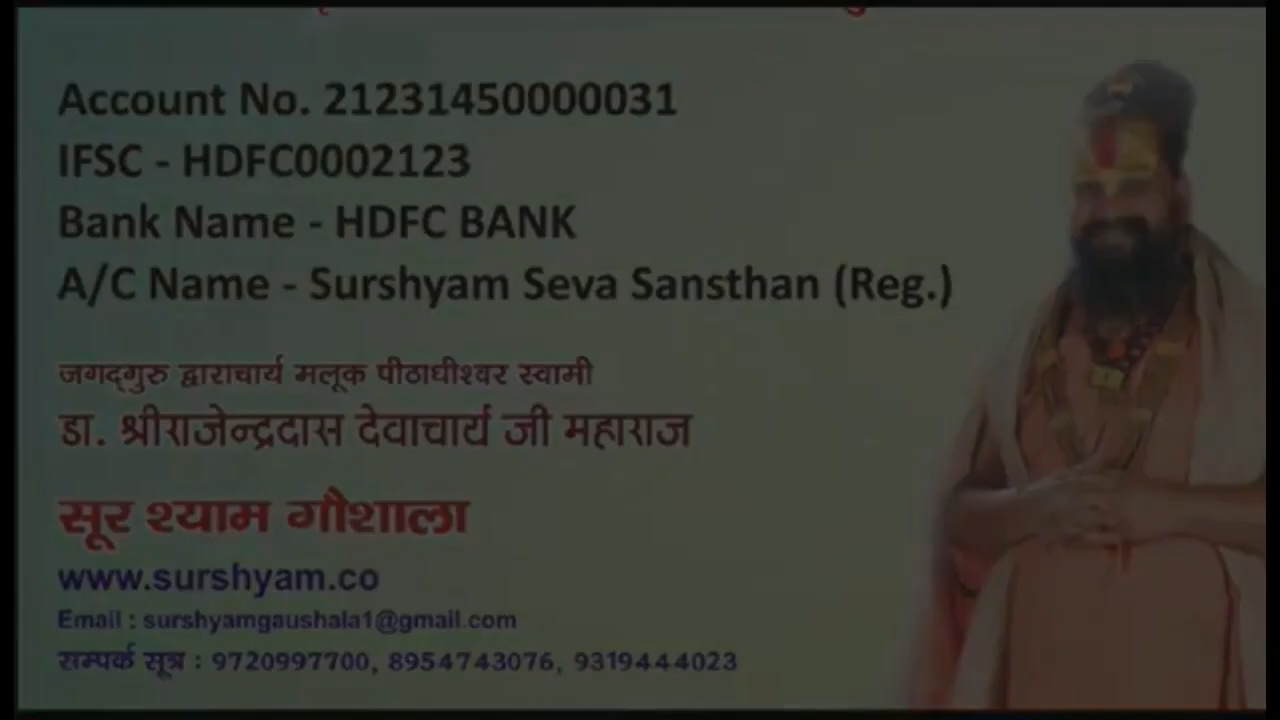 Account No. 21231450000031
IFSC - HDFC0002123
Bank Name - HDFC BANK
A/C Name - Surshyam Seva Sansthan (Reg.)
जगद्गुरु द्वाराचार्य मलूक पीठाधीश्वर स्वामी
डा. श्रीराजेन्द्रदास देवाचार्य जी महाराज
सूर श्याम गौशाला
www.surshyam.co
Email : surshyamgaushala1@gmail.com
सम्पर्क सूत्र : 9720997700, 8954743076, 9319444023